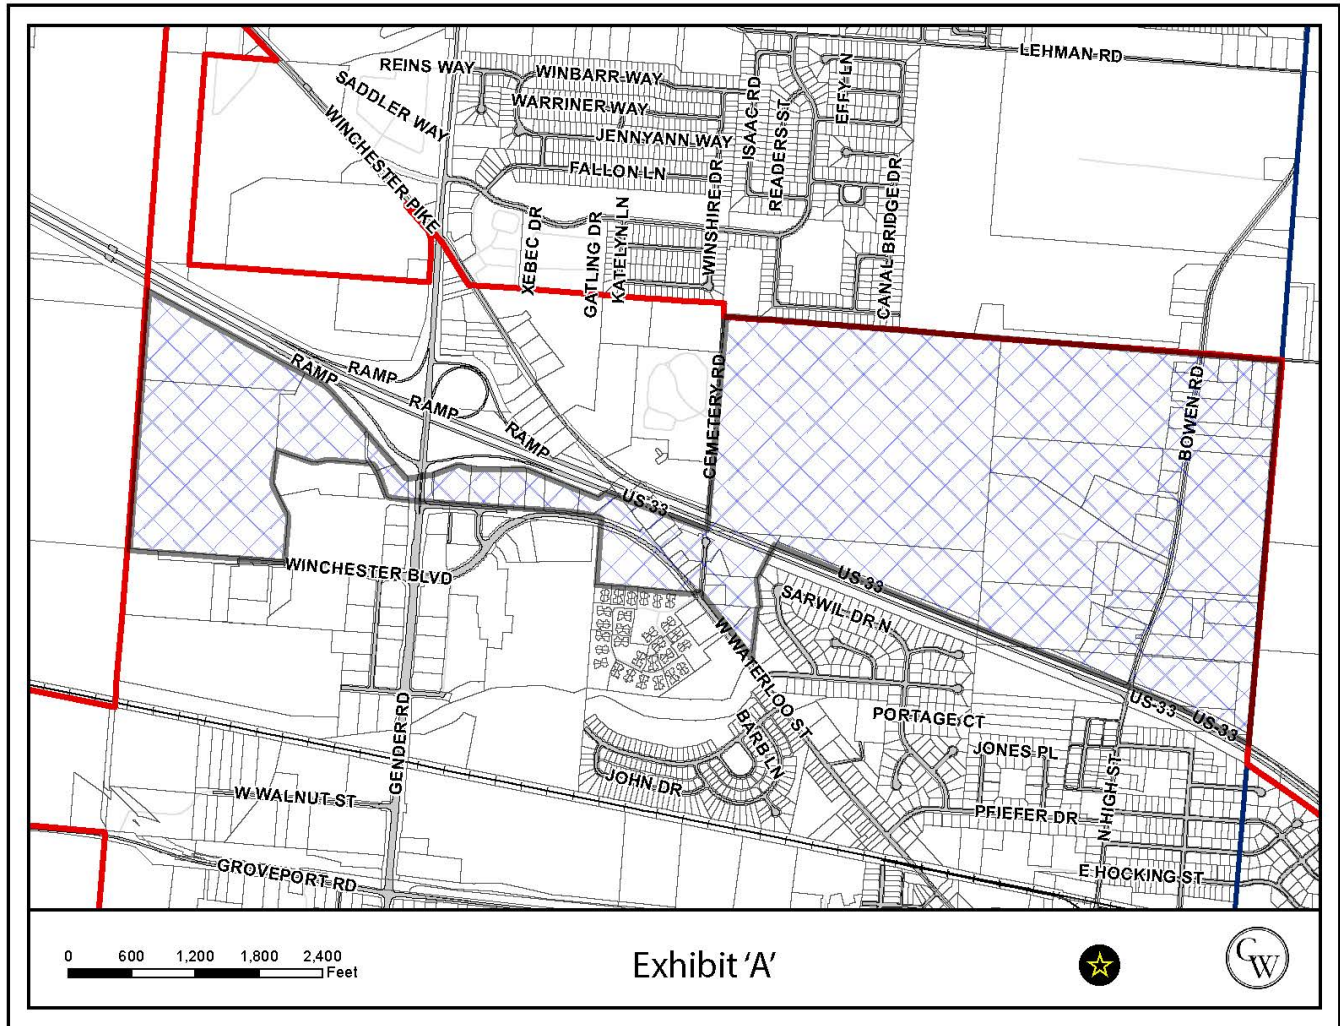 LEHMAN RD
REINS WAY
WINBARR WAY
SADDLER WAY
WARRINER WAY
ISAAC RD
READERS ST
EFFY LN
WINCHESTER PIKE
JENNYANN WAY
FALLON LN
WINSHIRE DR
CANAL BRIDGE DR
XEBEC DR
GATLING DR
KATELYN LN
RAMP
RAMP
RAMP
RAMP
CEMETERY RD
BOWEN RD
US-33
WINCHESTER BLVD
US-33
SARWIL DR N
W WATERLOO ST
GENDER RD
US-33
US-33
PORTAGE CT
BARB LN
JONES PL
JOHN DR
W WALNUT ST
PFIEFER DR
N HIGH ST
GROVEPORT RD
E HOCKING ST
0 600 1,200 1,800 2,400
Feet
Exhibit 'A'
CW